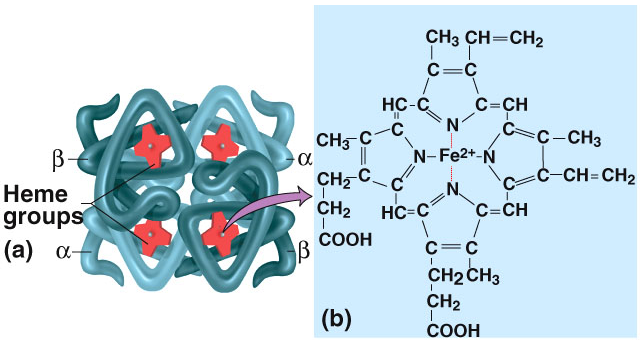 β
α
Heme
groups
(a)
α
β
CH3 CH=CH2
C=C
HC C C C=CH
N
CH3-C C C C-CH3
C N Fe2+ N
CH2-C C C C-CH=CH2
N
CH2 HC=C C C=CH
COOH C=C
CH2 CH3
CH2
(b)
COOH